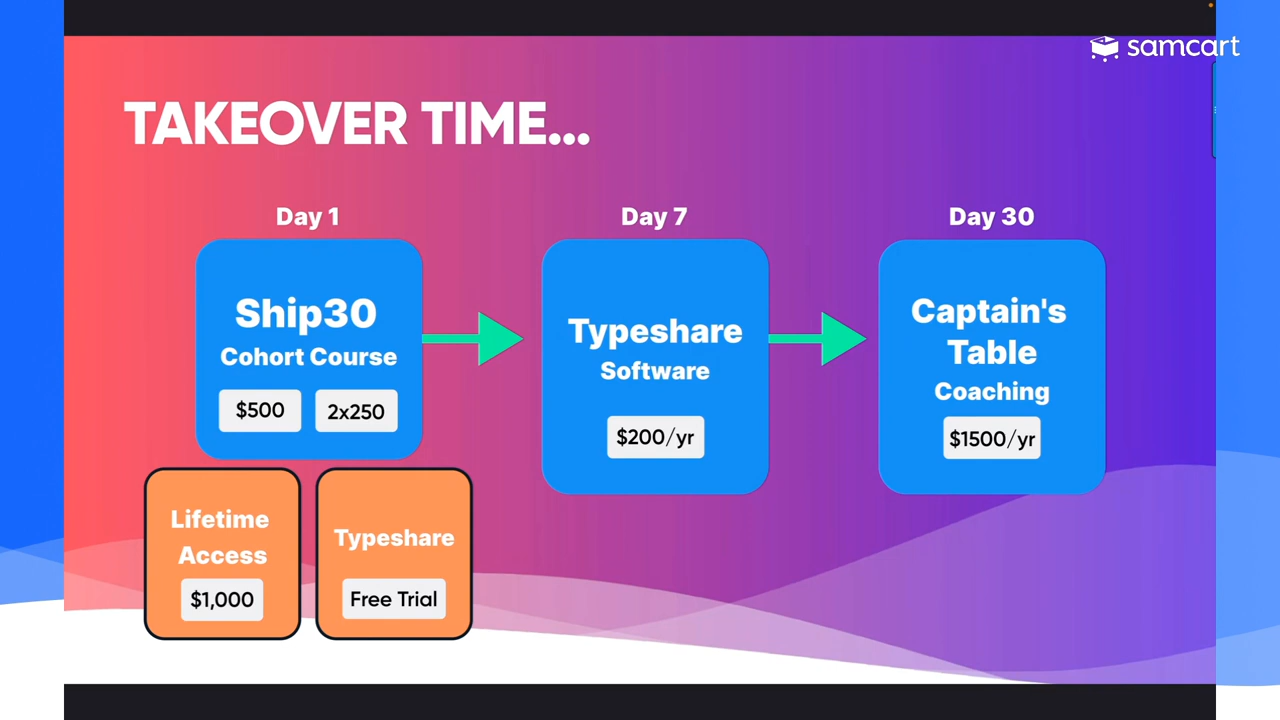 samcart
TAKEOVER TIME...
Day 1
Day 7
Day 30
Ship30
Cohort Course
$500
2x250
Typeshare
Software
$200/yr
Captain's
Table
Coaching
$1500/yr
Lifetime
Access
$1,000
Typeshare
Free Trial